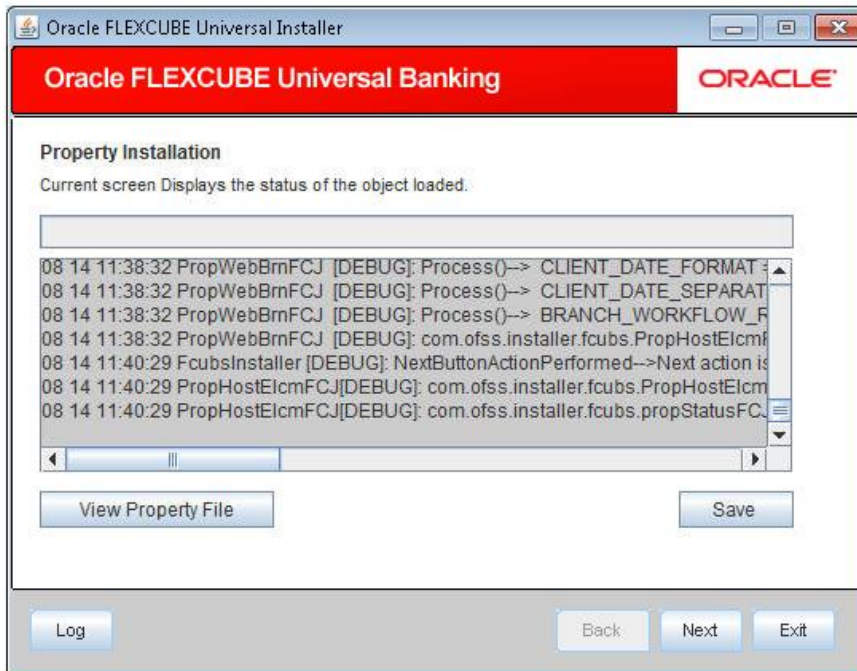 Oracle FLEXCUBE Universal Installer
Oracle FLEXCUBE Universal Banking
ORACLE
Property Installation
Current screen Displays the status of the object loaded.
08 14 11:38:32 PropWebBrnFCJ [DEBUG]: Process()--> CLIENT_DATE_FORMAT =
08 14 11:38:32 PropWebBrnFCJ [DEBUG]: Process()--> CLIENT_DATE_SEPARAT
08 14 11:38:32 PropWebBrnFCJ [DEBUG]: Process()--> BRANCH_WORKFLOW_R
08 14 11:38:32 PropWebBrnFCJ [DEBUG]: com.ofss.installer.fcubs.PropHostElcmF
08 14 11:40:29 FcubsInstaller [DEBUG]: NextButtonActionPerformed-->Next action is
08 14 11:40:29 PropHostElcmFCJ[DEBUG]: com.ofss.installer.fcubs.PropHostElcm
08 14 11:40:29 PropHostElcmFCJ[DEBUG]: com.ofss.installer.fcubs.propStatusFCJ
View Property File
Save
Log
Back
Next
Exit